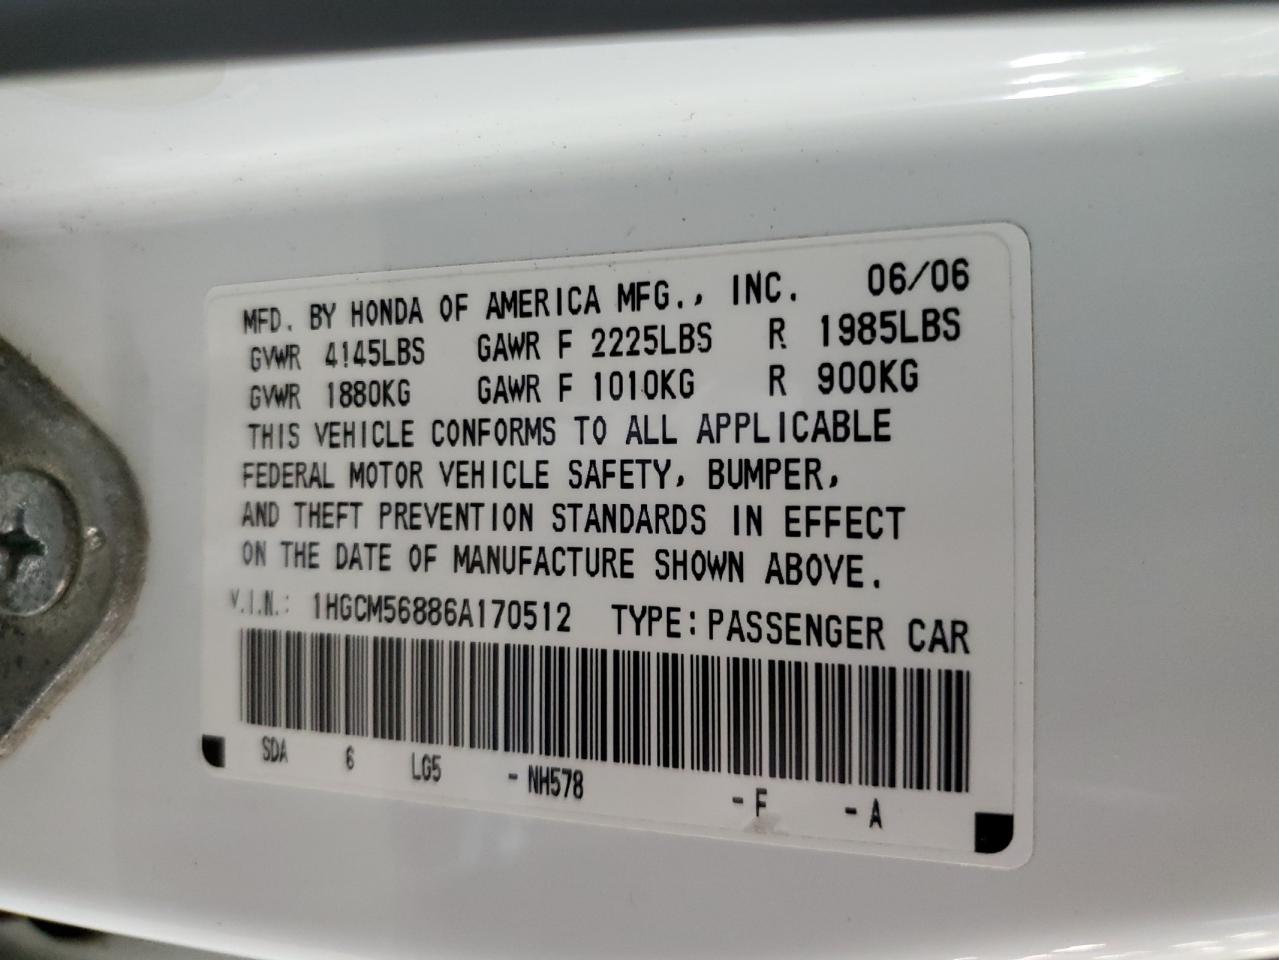 MFD. BY HONDA OF AMERICA MFG., INC. 06/06
GVWR 4145LBS GAWR F 2225LBS R 1985LBS
GVWR 1880KG GAWR F 1010KG R 900KG
THIS VEHICLE CONFORMS TO ALL APPLICABLE
FEDERAL MOTOR VEHICLE SAFETY, BUMPER,
AND THEFT PREVENTION STANDARDS IN EFFECT
ON THE DATE OF MANUFACTURE SHOWN ABOVE.
V.I.N.: 1HGCM56886A170512 TYPE: PASSENGER CAR
SDA 6 LG5 - NH578 - F - A